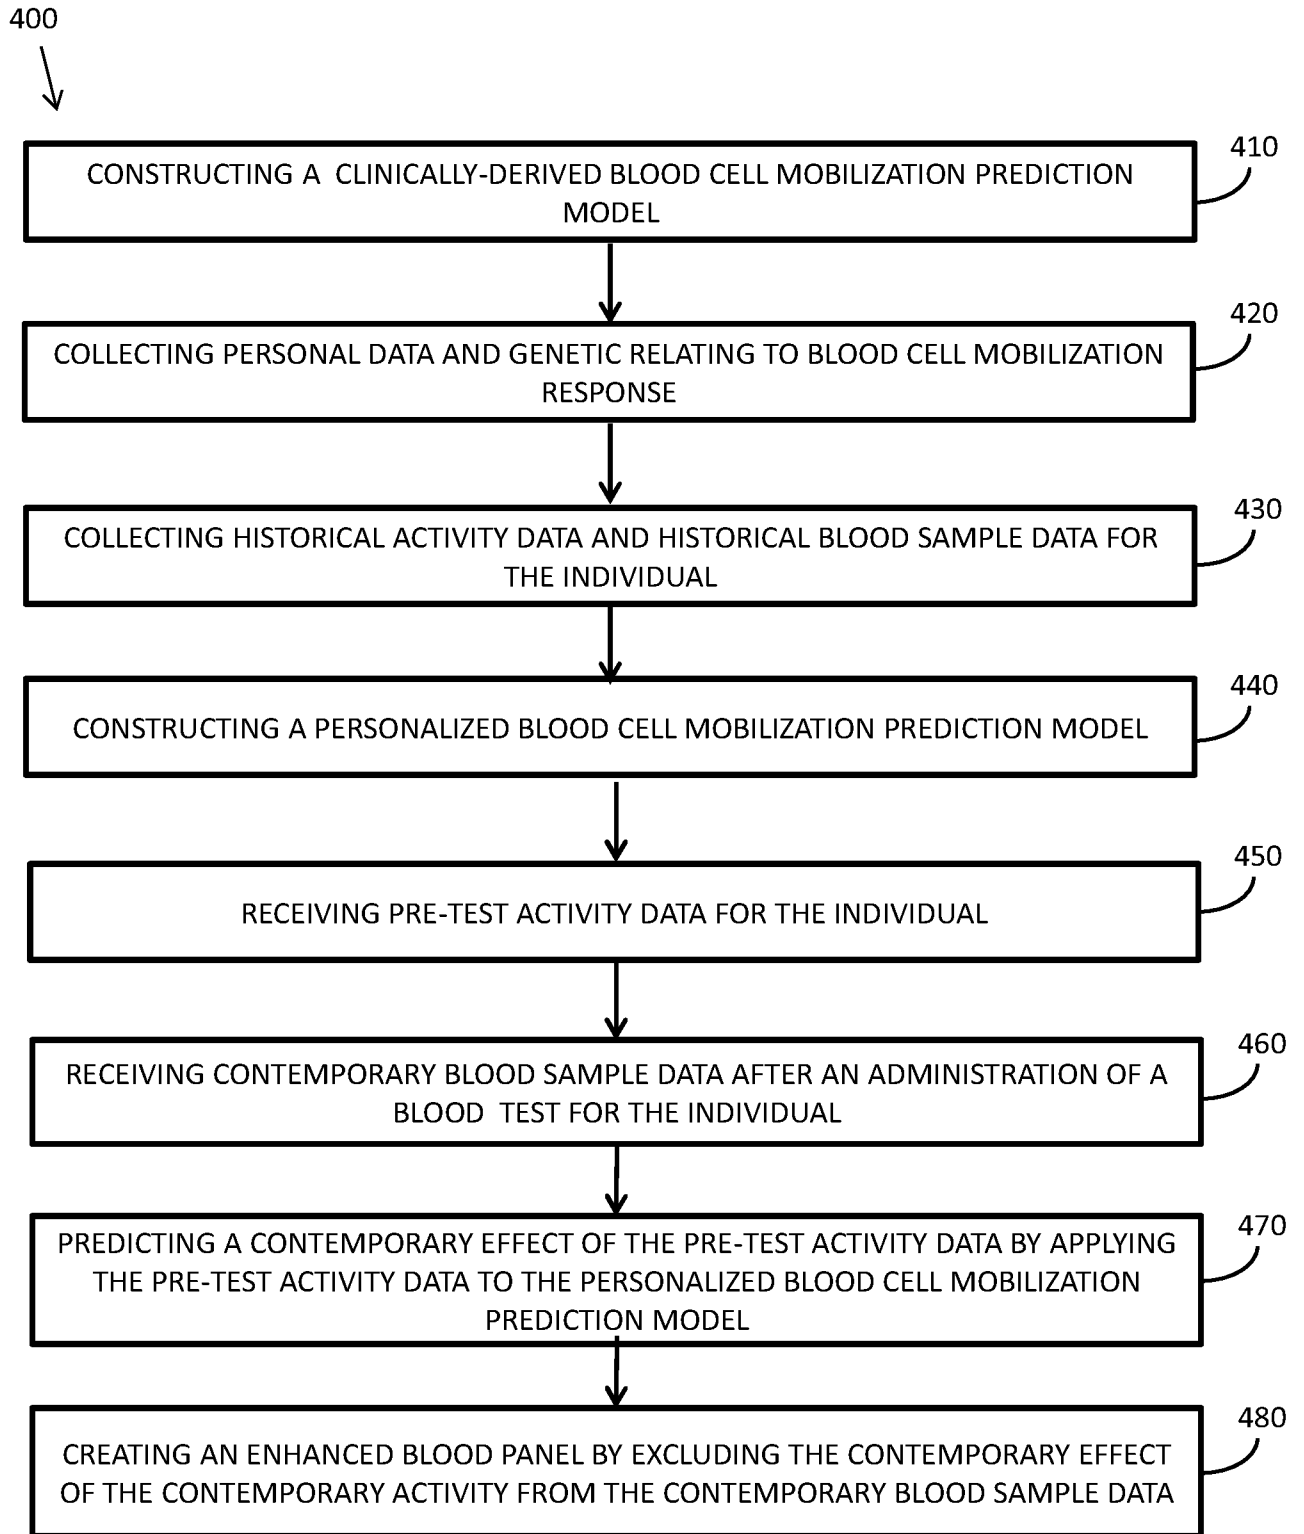 400
410
CONSTRUCTING A CLINICALLY-DERIVED BLOOD CELL MOBILIZATION PREDICTION
MODEL
420
COLLECTING PERSONAL DATA AND GENETIC RELATING TO BLOOD CELL MOBILIZATION
RESPONSE
430
COLLECTING HISTORICAL ACTIVITY DATA AND HISTORICAL BLOOD SAMPLE DATA FOR
THE INDIVIDUAL
440
CONSTRUCTING A PERSONALIZED BLOOD CELL MOBILIZATION PREDICTION MODEL
450
RECEIVING PRE-TEST ACTIVITY DATA FOR THE INDIVIDUAL
460
RECEIVING CONTEMPORARY BLOOD SAMPLE DATA AFTER AN ADMINISTRATION OF A
BLOOD TEST FOR THE INDIVIDUAL
470
PREDICTING A CONTEMPORARY EFFECT OF THE PRE-TEST ACTIVITY DATA BY APPLYING
THE PRE-TEST ACTIVITY DATA TO THE PERSONALIZED BLOOD CELL MOBILIZATION
PREDICTION MODEL
480
CREATING AN ENHANCED BLOOD PANEL BY EXCLUDING THE CONTEMPORARY EFFECT
OF THE CONTEMPORARY ACTIVITY FROM THE CONTEMPORARY BLOOD SAMPLE DATA